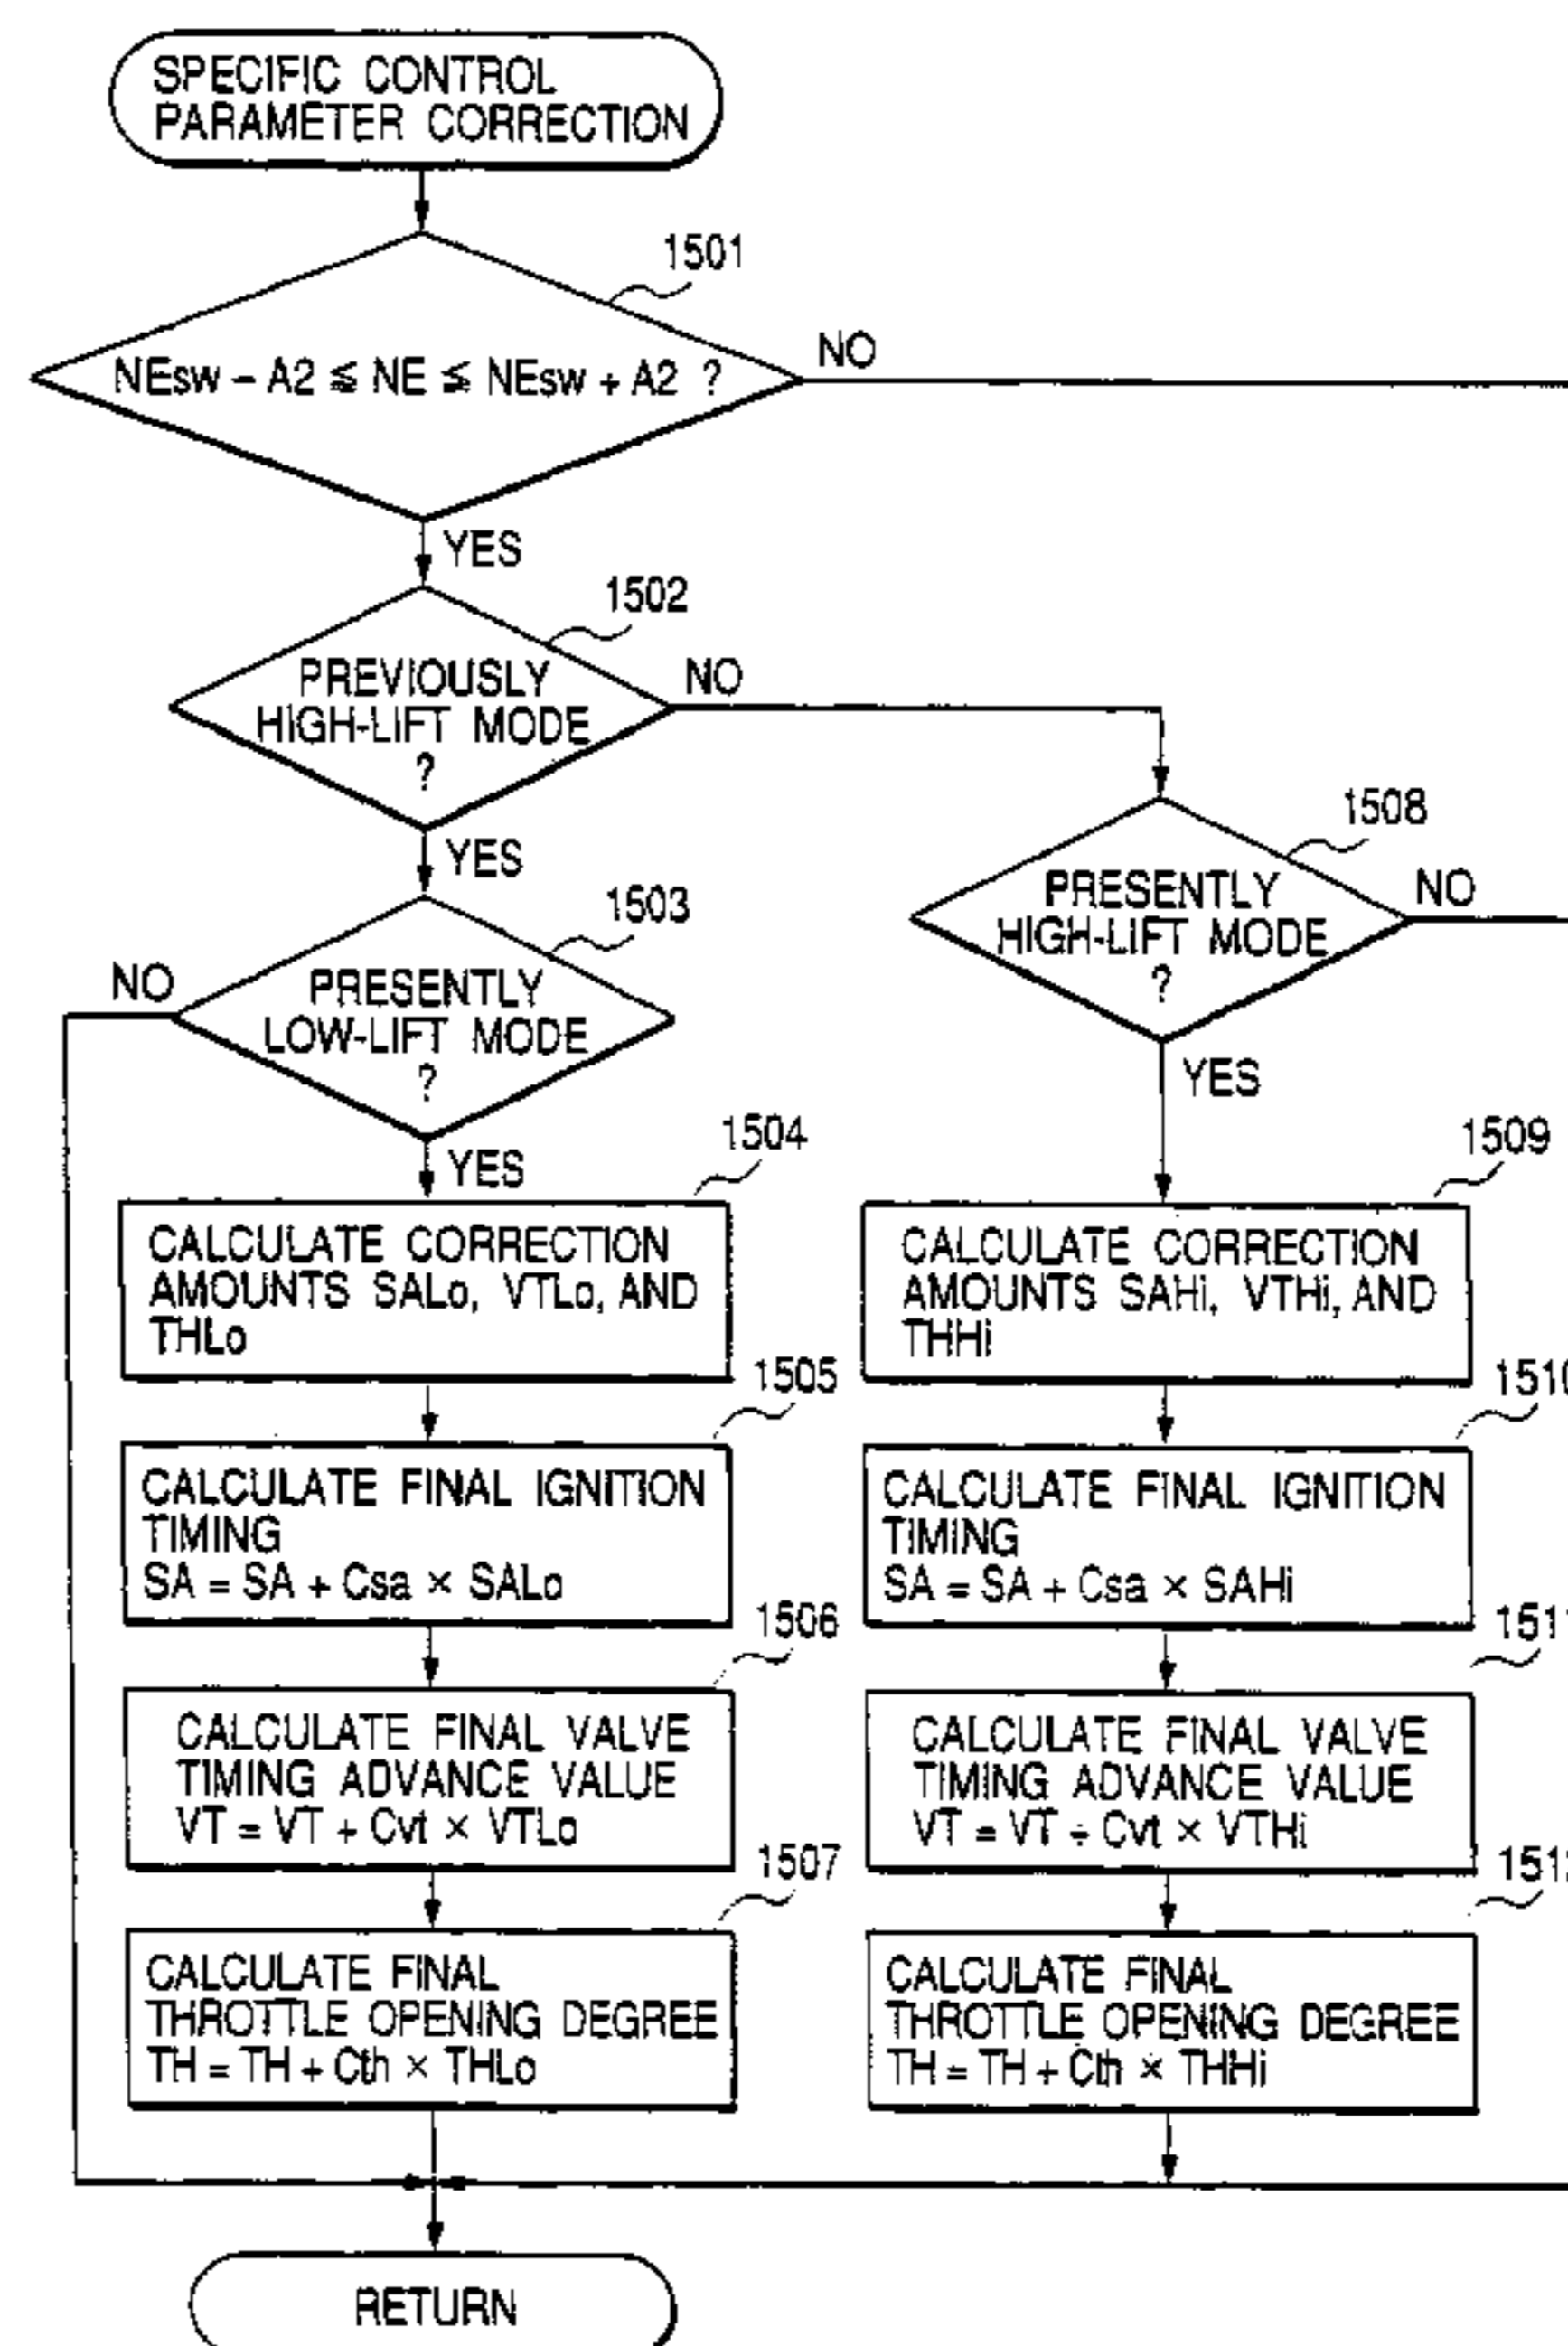 SPECIFIC CONTROL
PARAMETER CORRECTION
1501
NEsw – A2 ≦ NE ≦ NEsw + A2 ?
NO
YES
1502
PREVIOUSLY
HIGH-LIFT MODE
?
NO
YES
1508
PRESENTLY
HIGH-LIFT MODE
?
NO
YES
1503
NO
PRESENTLY
LOW-LIFT MODE
?
YES
1504
CALCULATE CORRECTION
AMOUNTS SALo, VTLo, AND
THLo
1505
CALCULATE FINAL IGNITION
TIMING
SA = SA + Csa × SALo
1506
CALCULATE FINAL VALVE
TIMING ADVANCE VALUE
VT = VT + Cvt × VTLo
1507
CALCULATE FINAL
THROTTLE OPENING DEGREE
TH = TH + Cth × THLo
1509
CALCULATE CORRECTION
AMOUNTS SAHi, VTHi, AND
THHi
CALCULATE FINAL IGNITION
TIMING
SA = SA + Csa × SAHi
CALCULATE FINAL VALVE
TIMING ADVANCE VALUE
VT = VT + Cvt × VTHi
CALCULATE FINAL
THROTTLE OPENING DEGREE
TH = TH + Cth × THHi
RETURN